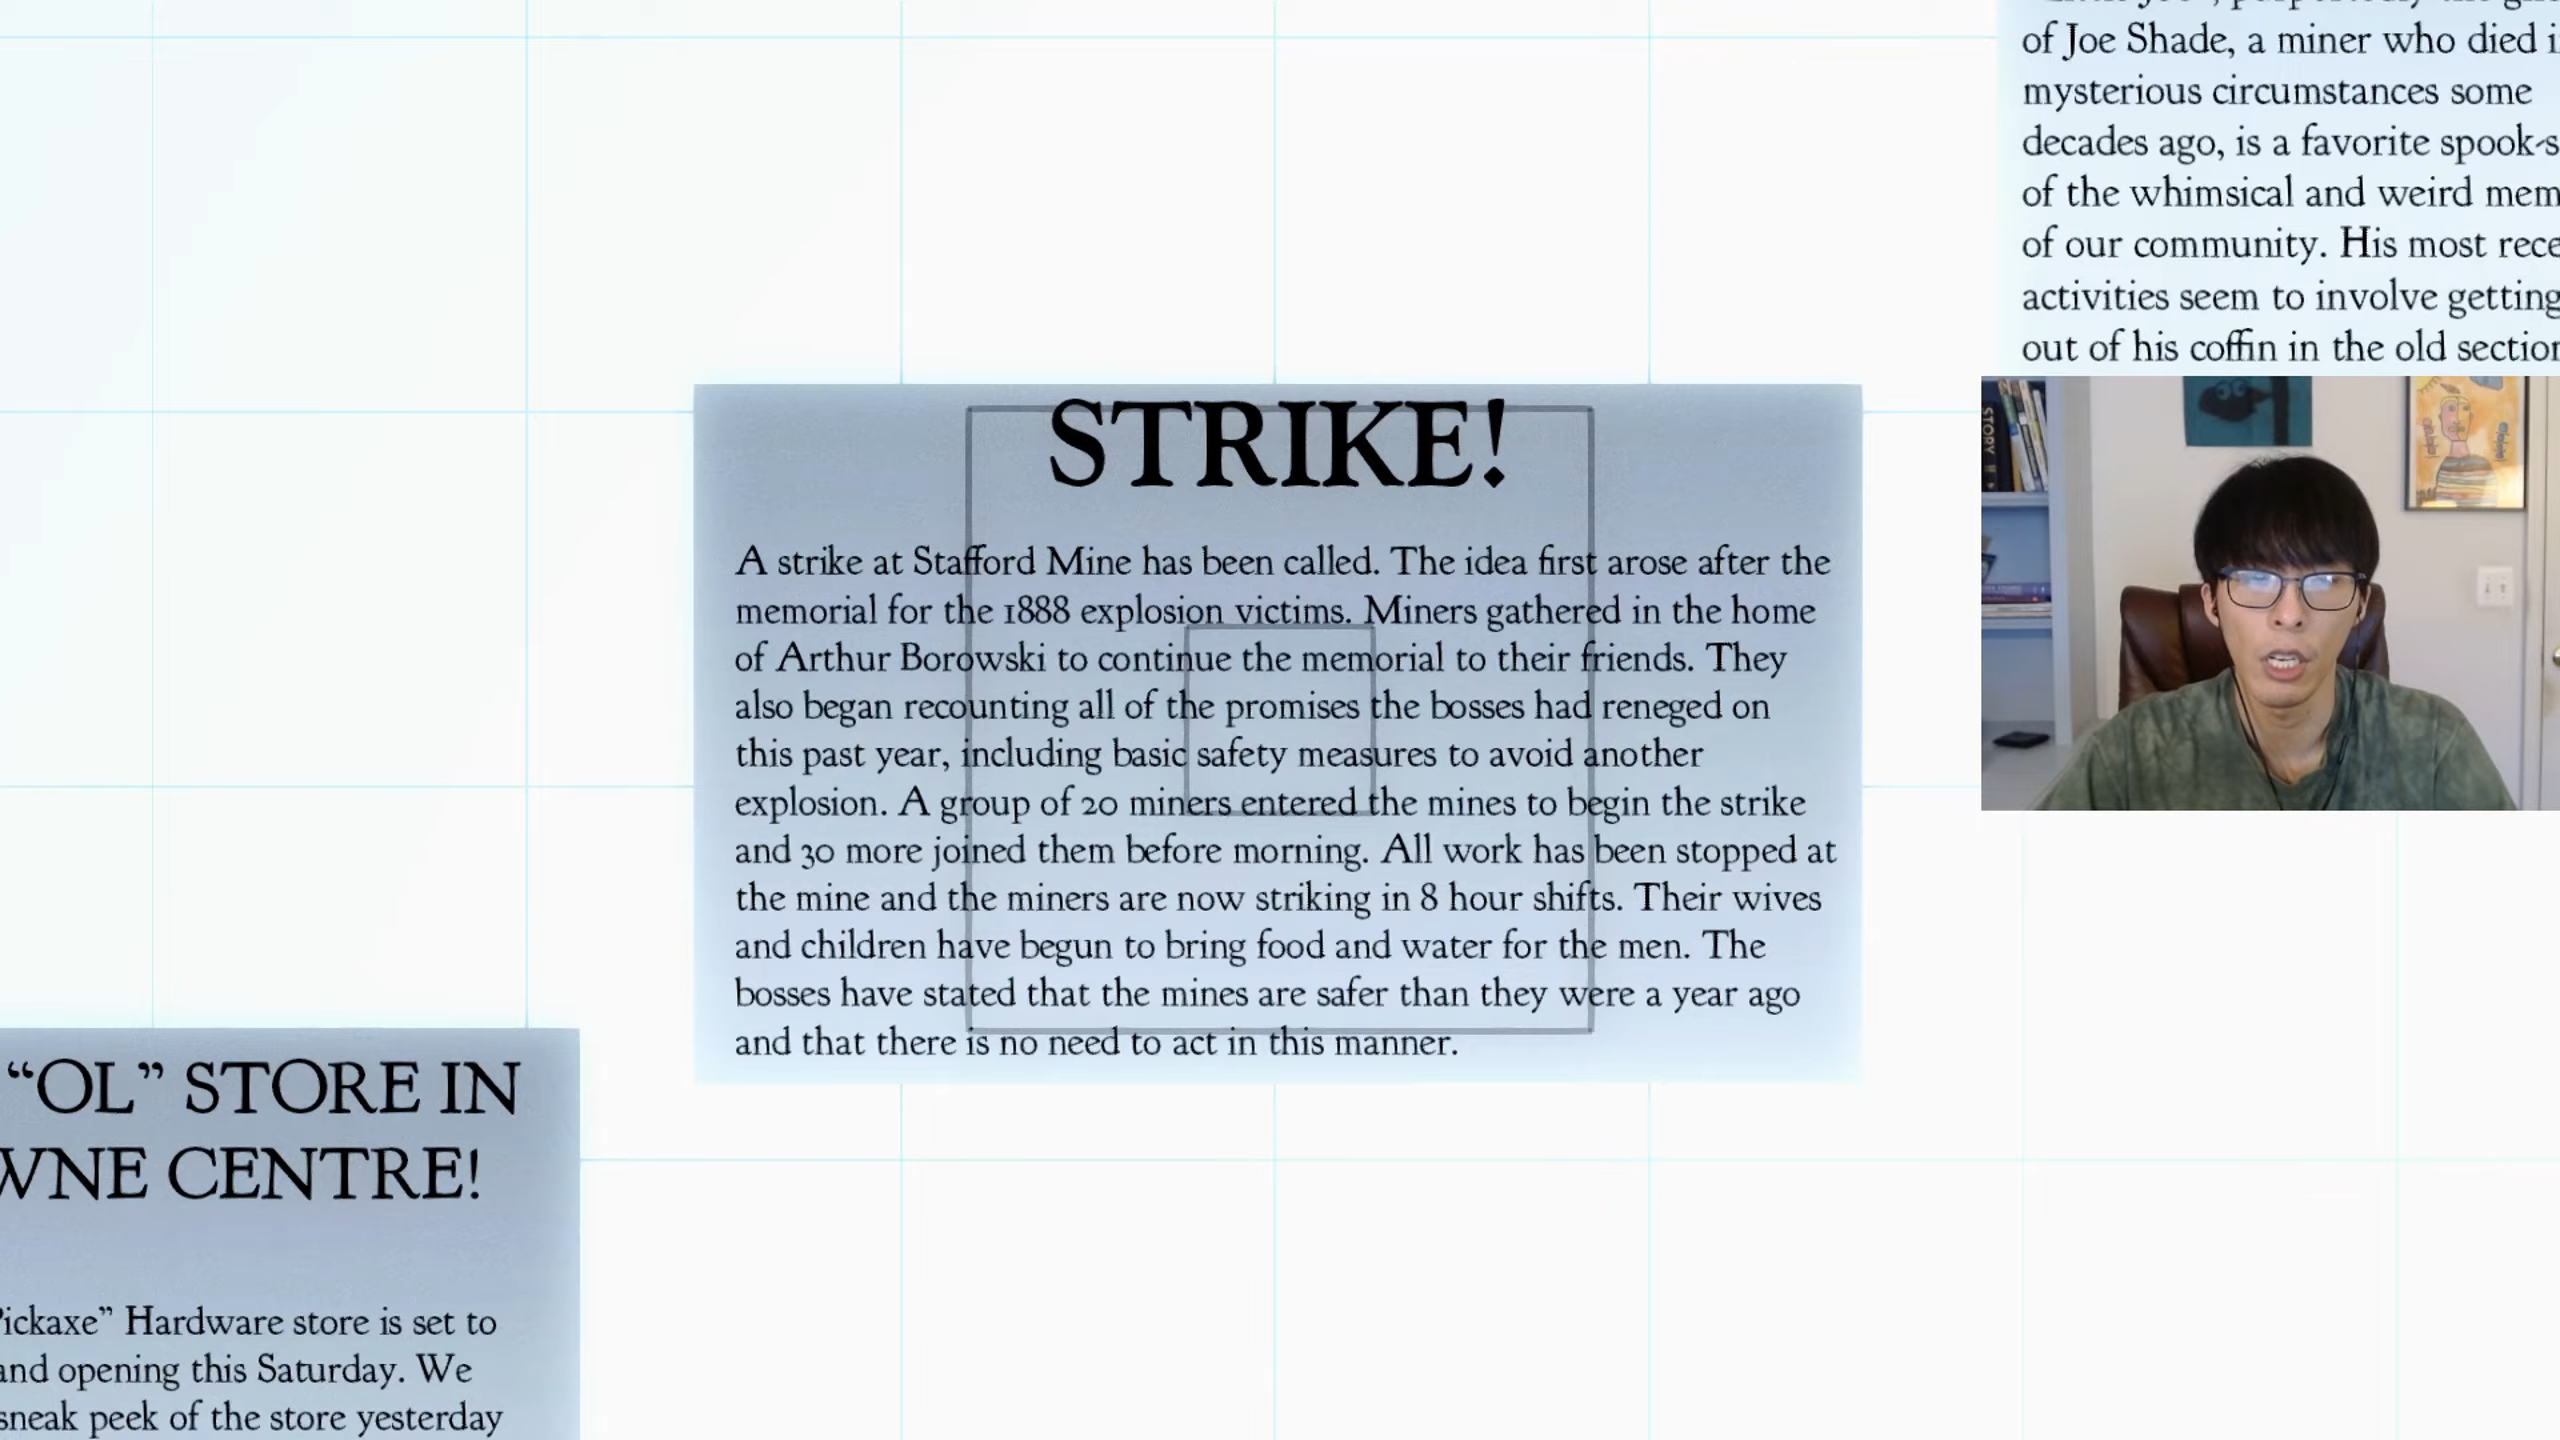 of Joe Shade, a miner who died
mysterious circumstances some
decades ago, is a favorite
of the whimsical and weird
of our community. His most
activities seem to involve getting
out of his coffin in the old
STRIKE!
A strike at Stafford Mine has been called. The idea first arose after the
memorial for the 1888 explosion victims. Miners gathered in the home
of Arthur Borowski to continue the memorial to their friends. They
also began recounting all of the promises the bosses had reneged on
this past year, including basic safety measures to avoid another
explosion. A group of 20 miners entered the mines to begin the strike
and 30 more joined them before morning. All work has been stopped at
the mine and the miners are now striking in 8 hour shifts. Their wives
and children have begun to bring food and water for the men. The
bosses have stated that the mines are safer than they were a year ago
and that there is no need to act in this manner.
STORY
“OL” STORE IN
CENTRE!
Hardware store is set to
opening this Saturday. We
sneak peek of the store yesterday